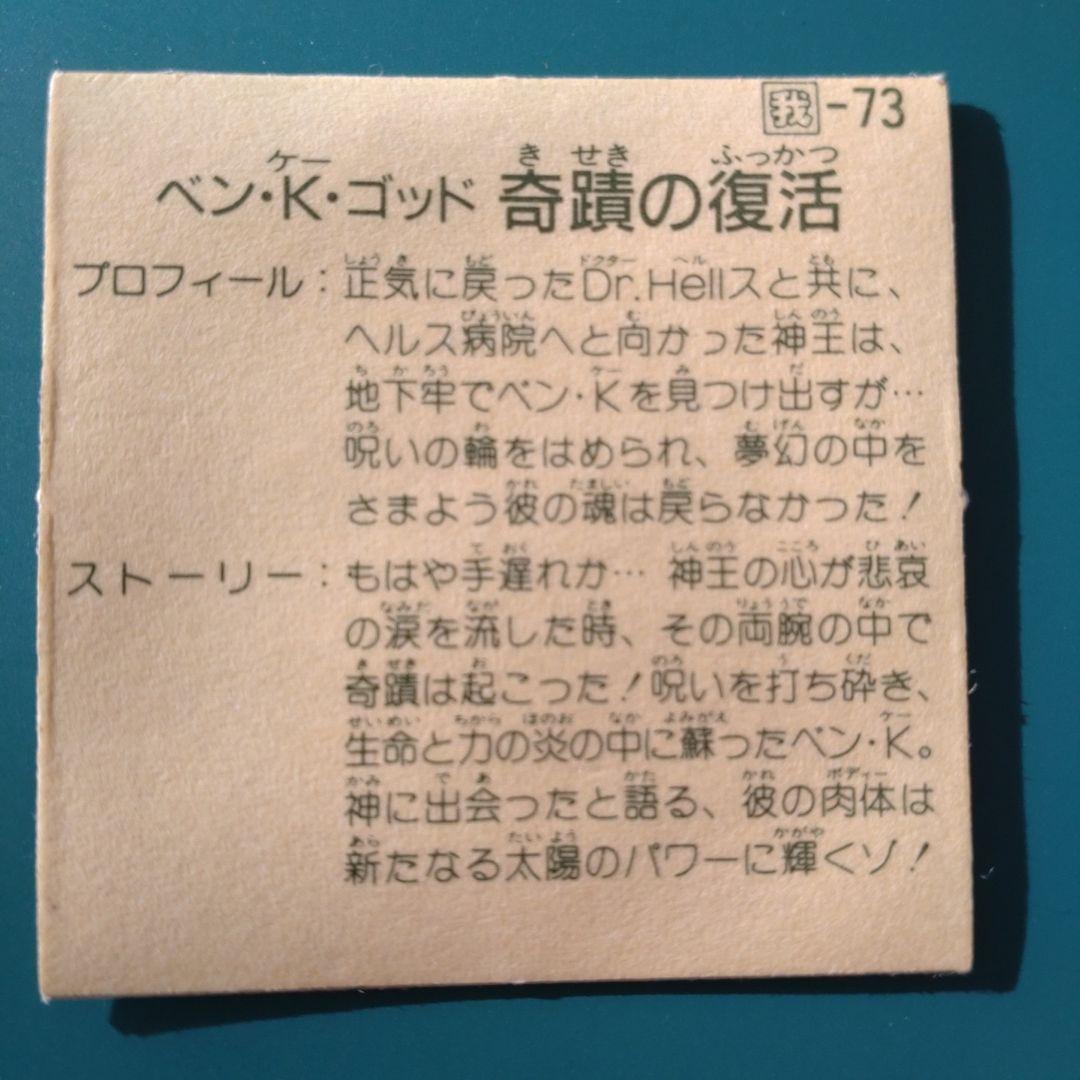 我-73
ベン・K・ゴッド 奇蹟の復活
プロフィール：正気に戻ったDr.Hellスと共に、
ヘルス病院へと向かった神王は、
地下牢でベン・Kを見つけ出すが…
呪いの輪をはめられ、夢幻の中を
さまよう彼の魂は戻らなかった！
ストーリー：もはや手遅れか… 神王の心が悲哀
の涙を流した時、その両腕の中で
奇蹟は起こった！呪いを打ち砕き、
生命と力の炎の中に蘇ったベン・K。
神に出会ったと語る、彼の肉体は
新たなる太陽のパワーに輝くゾ！